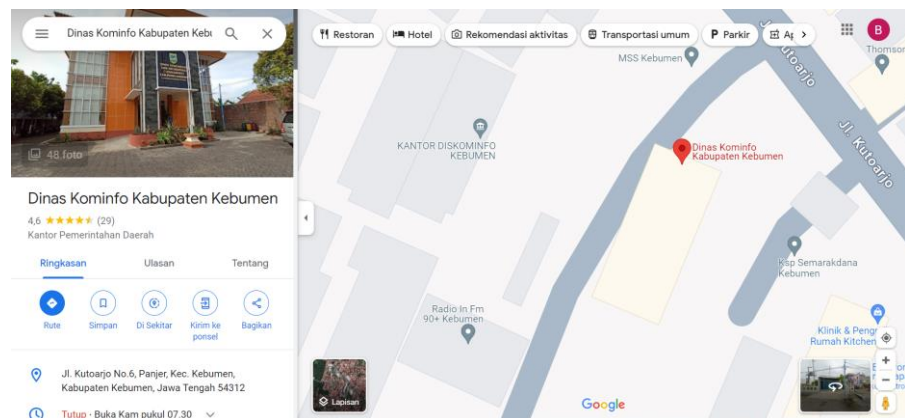 Dinas Kominfo Kabupaten Kebu
48 foto
Dinas Kominfo Kabupaten Kebumen
4,6 (29)
Kantor Pemerintahan Daerah
Ringkasan
Ulasan
Tentang
Rute
Simpan
Di Sekitar
Kirim ke
ponsel
Bagikan
Jl. Kutoarjo No.6, Panjer, Kec. Kebumen,
Kabupaten Kebumen, Jawa Tengah 54312
Tutup · Buka Kam pukul 07.30
Restoran
Hotel
Rekomendasi aktivitas
Transportasi umum
P Parkir
B
MSS Kebumen
Kutoarjo
Thomson
KANTOR DISKOMINFO
KEBUMEN
Dinas Kominfo
Kabupaten Kebumen
Jl. Kutoarjo
Ksp Semarakdana
Kebumen
Radio In Fm
90+ Kebumen
Klinik &
Rumah Kitchen
Lapisan
Google